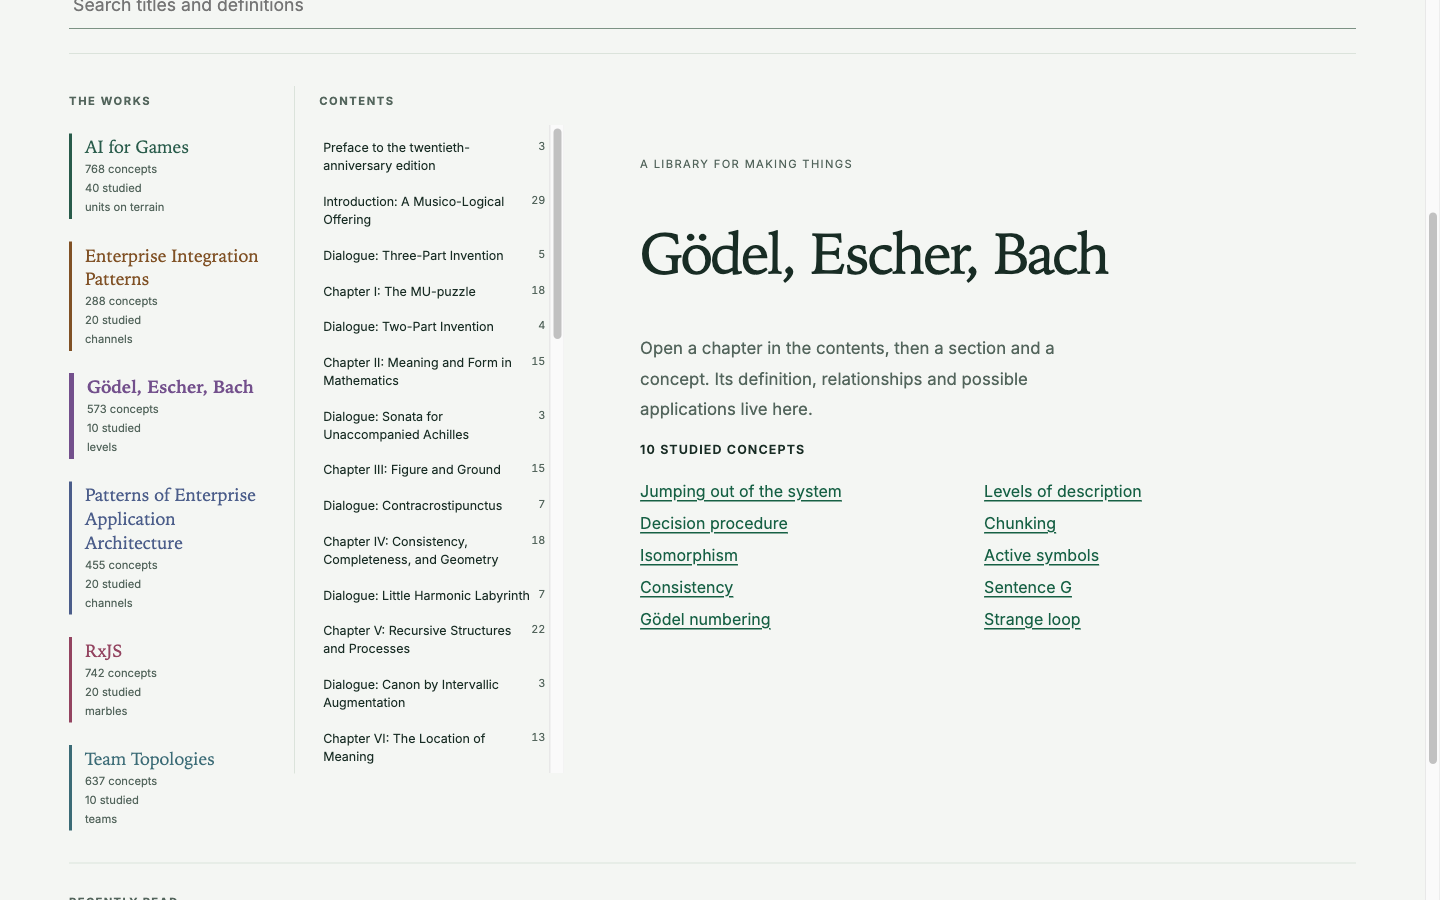 Search titles and definitions
THE WORKS
AI for Games
768 concepts
40 studied
units on terrain
Enterprise Integration
Patterns
288 concepts
20 studied
channels
Gödel, Escher, Bach
573 concepts
10 studied
levels
Patterns of Enterprise
Application
Architecture
455 concepts
20 studied
channels
RxJS
742 concepts
20 studied
marbles
Team Topologies
637 concepts
10 studied
teams
CONTENTS
Preface to the twentieth- 3
anniversary edition
Introduction: A Musico-Logical 29
Offering
Dialogue: Three-Part Invention 5
Chapter I: The MU-puzzle 18
Dialogue: Two-Part Invention 4
Chapter II: Meaning and Form in 15
Mathematics
Dialogue: Sonata for 3
Unaccompanied Achilles
Chapter III: Figure and Ground 15
Dialogue: Contracrostipunctus 7
Chapter IV: Consistency, 18
Completeness, and Geometry
Dialogue: Little Harmonic Labyrinth 7
Chapter V: Recursive Structures 22
and Processes
Dialogue: Canon by Intervallic 3
Augmentation
Chapter VI: The Location of 13
Meaning
A LIBRARY FOR MAKING THINGS
Gödel, Escher, Bach
Open a chapter in the contents, then a section and a
concept. Its definition, relationships and possible
applications live here.
10 STUDIED CONCEPTS
Jumping out of the system
Decision procedure
Isomorphism
Consistency
Gödel numbering
Levels of description
Chunking
Active symbols
Sentence G
Strange loop
RECENTLY READ